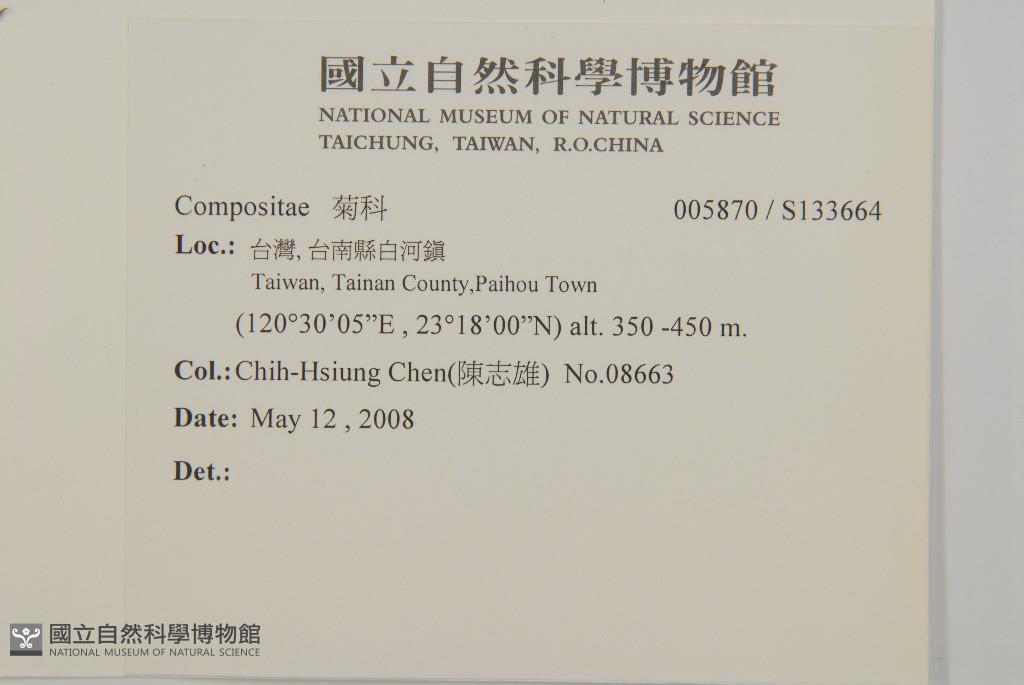 國立自然科學博物館
NATIONAL MUSEUM OF NATURAL SCIENCE
TAICHUNG, TAIWAN, R.O.CHINA
Compositae 菊科 005870 / S133664
Loc.: 台灣, 台南縣白河鎭
Taiwan, Tainan County,Paihou Town
(120°30’05”E , 23°18’00”N) alt. 350 -450 m.
Col.: Chih-Hsiung Chen(陳志雄) No.08663
Date: May 12 , 2008
Det.:
國立自然科學博物館
NATIONAL MUSEUM OF NATURAL SCIENCE